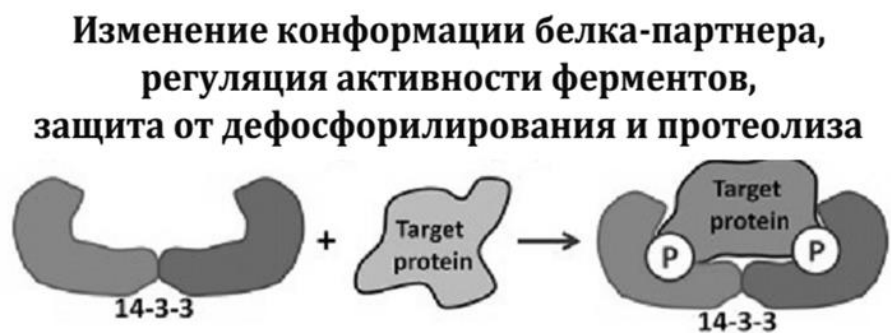 Изменение конформации белка-партнера,
регуляция активности ферментов,
защита от дефосфорилирования и протеолиза
14-3-3
+
Target
protein
Target
protein
P
P
14-3-3